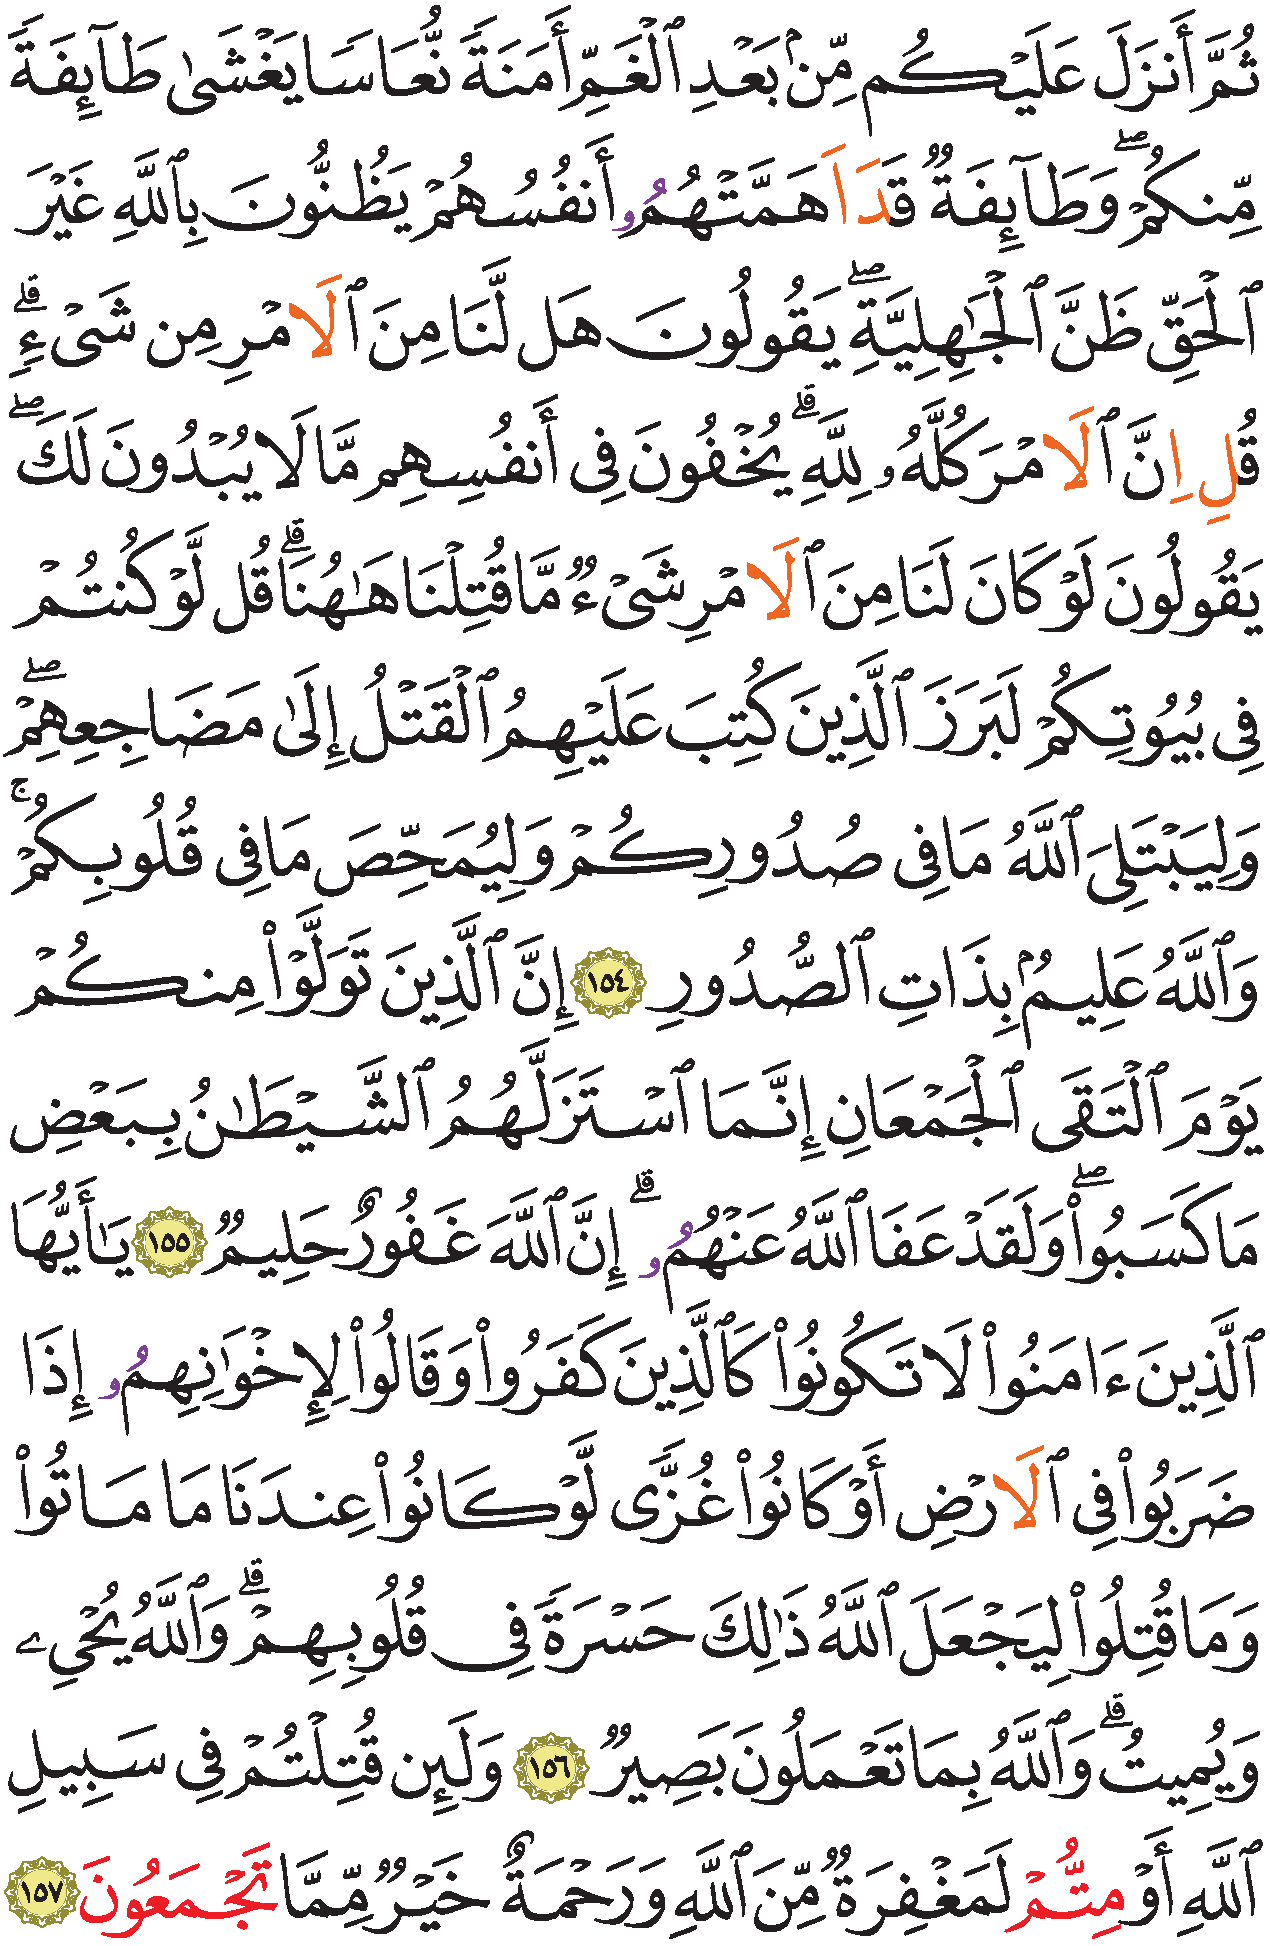 ثُمَّ أَنزَلَ عَلَيْكُم مِّنۢ بَعْدِ ٱلْغَمِّ أَمَنَةً نُّعَاسًا يَغْشَىٰ طَآئِفَةً
مِّنكُمْۖ وَطَآئِفَةٌ قَدَ اَهَمَّتْهُمُۥ أَنفُسُهُمْ يَظُنُّونَ بِٱللَّهِ غَيْرَ
ٱلْحَقِّ ظَنَّ ٱلْجَٰهِلِيَّةِۖ يَقُولُونَ هَل لَّنَا مِنَ ٱلَامْرِ مِن شَىْءٍۗ
قُلِ اِنَّ ٱلَامْرَ كُلَّهُۥ لِلَّهِۗ يُخْفُونَ فِى أَنفُسِهِم مَّا لَا يُبْدُونَ لَكَۖ
يَقُولُونَ لَوْ كَانَ لَنَا مِنَ ٱلَامْرِ شَىْءٌ مَّا قُتِلْنَا هَٰهُنَاۗ قُل لَّوْ كُنتُمْ
فِى بُيُوتِكُمْ لَبَرَزَ ٱلَّذِينَ كُتِبَ عَلَيْهِمُ ٱلْقَتْلُ إِلَىٰ مَضَاجِعِهِمْۖ
وَلِيَبْتَلِىَ ٱللَّهُ مَا فِى صُدُورِكُمْ وَلِيُمَحِّصَ مَا فِى قُلُوبِكُمْۚ
وَٱللَّهُ عَلِيمُۢ بِذَاتِ ٱلصُّدُورِ ١٥٤ إِنَّ ٱلَّذِينَ تَوَلَّوْا۟ مِنكُمْ
يَوْمَ ٱلْتَقَى ٱلْجَمْعَانِ إِنَّمَا ٱسْتَزَلَّهُمُ ٱلشَّيْطَٰنُ بِبَعْضِ
مَا كَسَبُوا۟ۖ وَلَقَدْ عَفَا ٱللَّهُ عَنْهُمُۥۗ إِنَّ ٱللَّهَ غَفُورٌ حَلِيمٌ ١٥٥ يَٰٓأَيُّهَا
ٱلَّذِينَ ءَامَنُوا۟ لَا تَكُونُوا۟ كَٱلَّذِينَ كَفَرُوا۟ وَقَالُوا۟ لِإِخْوَٰنِهِمُۥ إِذَا
ضَرَبُوا۟ فِى ٱلَارْضِ أَوْ كَانُوا۟ غُزًّى لَّوْ كَانُوا۟ عِندَنَا مَا مَاتُوا۟
وَمَا قُتِلُوا۟ لِيَجْعَلَ ٱللَّهُ ذَٰلِكَ حَسْرَةً فِى قُلُوبِهِمْۗ وَٱللَّهُ يُحْىِۦ
وَيُمِيتُۗ وَٱللَّهُ بِمَا تَعْمَلُونَ بَصِيرٌ ١٥٦ وَلَئِن قُتِلْتُمْ فِى سَبِيلِ
ٱللَّهِ أَوْ مِتُّمْ لَمَغْفِرَةٌ مِّنَ ٱللَّهِ وَرَحْمَةٌ خَيْرٌ مِّمَّا تَجْمَعُونَ ١٥٧